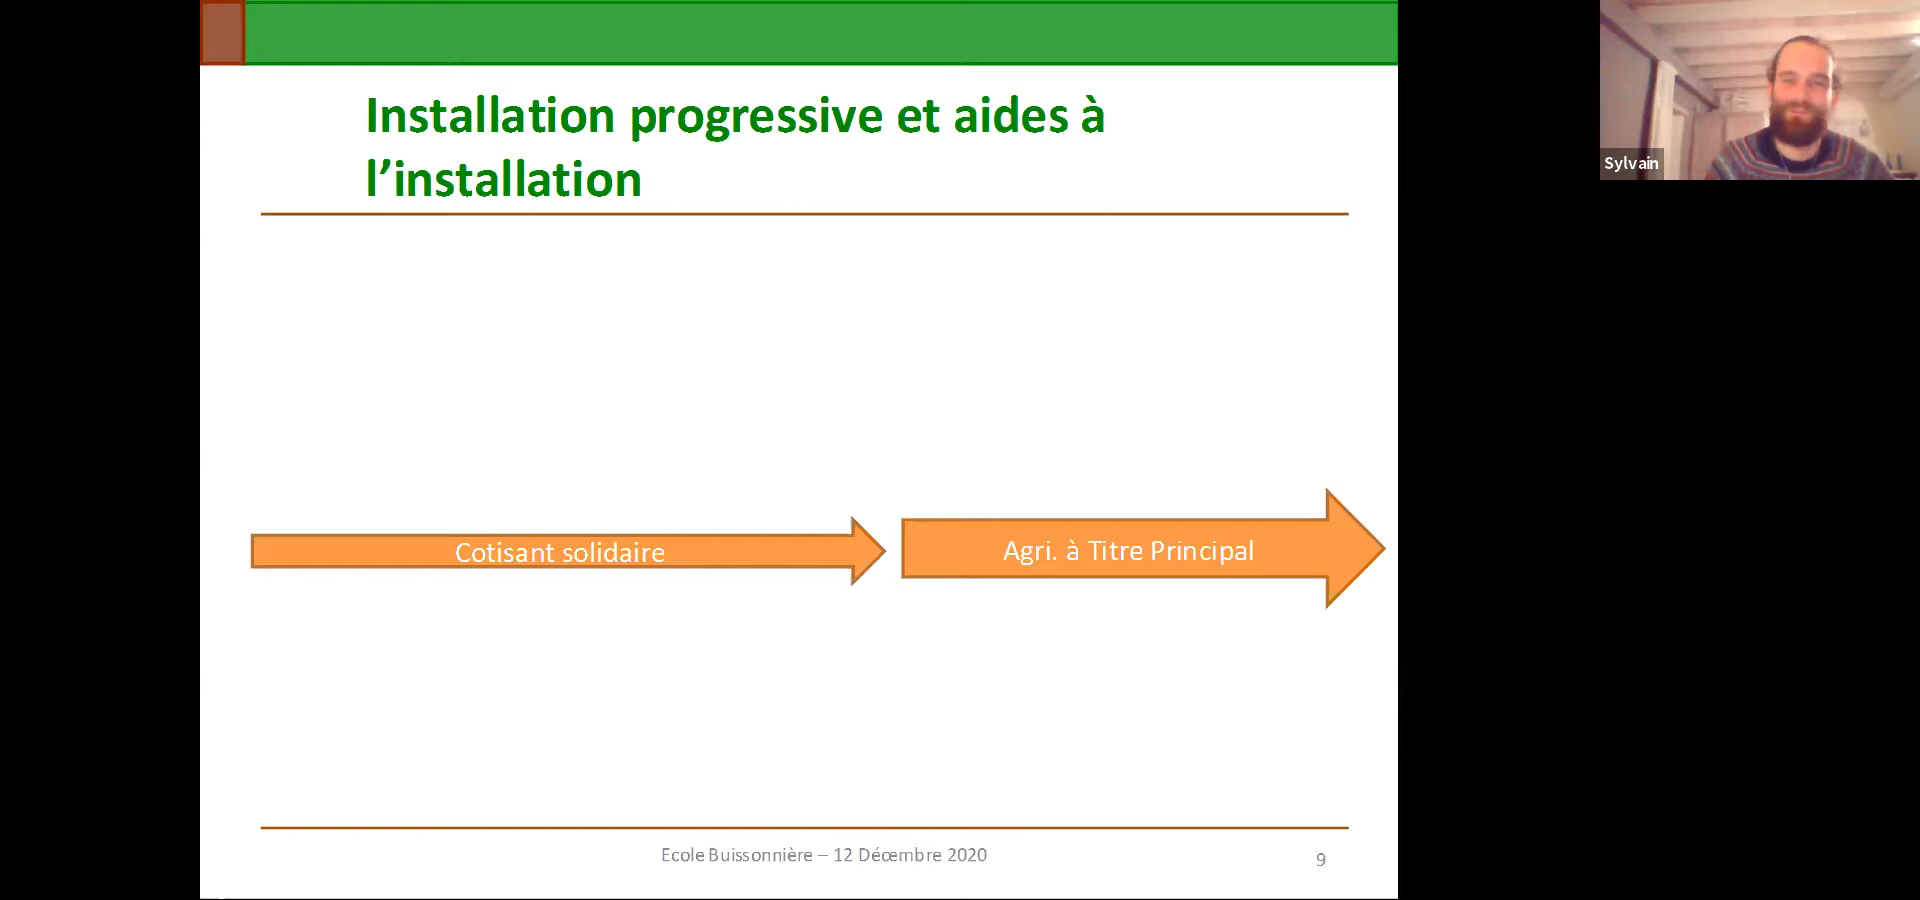 Installation progressive et aides à
l’installation
Sylvain
Cotisant solidaire
Agri. à Titre Principal
Ecole Buissonnière – 12 Décembre 2020
9